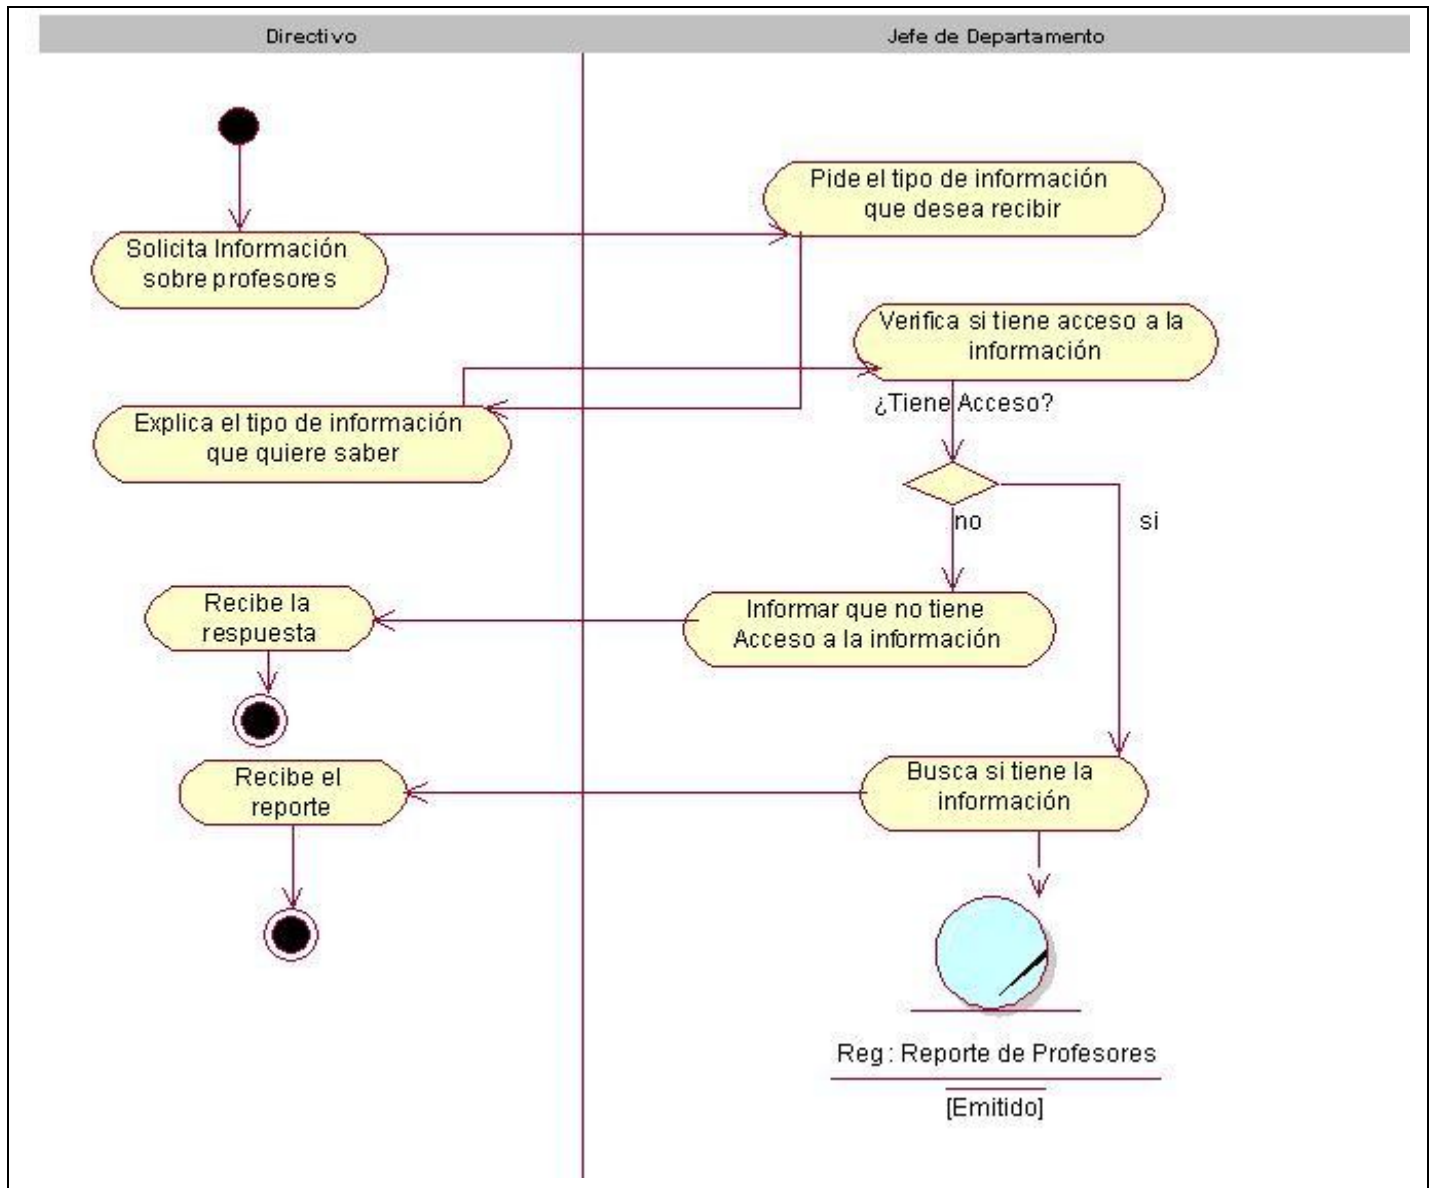 Directivo
Jefe de Departamento
Pide el tipo de información
que desea recibir
Solicita Información
sobre profesores
Verifica si tiene acceso a la
información
¿Tiene Acceso?
Explica el tipo de información
que quiere saber
no
si
Recibe la
respuesta
Informar que no tiene
Acceso a la información
Recibe el
reporte
Busca si tiene la
información
Reg : Reporte de Profesores
[Emitido]